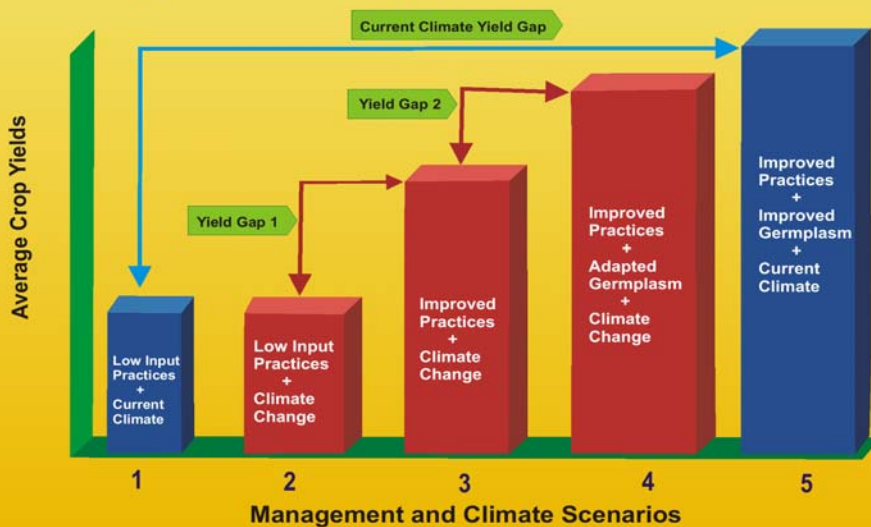 Current Climate Yield Gap
Yield Gap 2
Yield Gap 1
Average Crop Yields
Low Input
Practices
+
Current
Climate
Low Input
Practices
+
Climate
Change
Improved
Practices
+
Climate
Change
Improved
Practices
+
Adapted
Germplasm
+
Climate
Change
Improved
Practices
+
Improved
Germplasm
+
Current
Climate
1 2 3 4 5
Management and Climate Scenarios